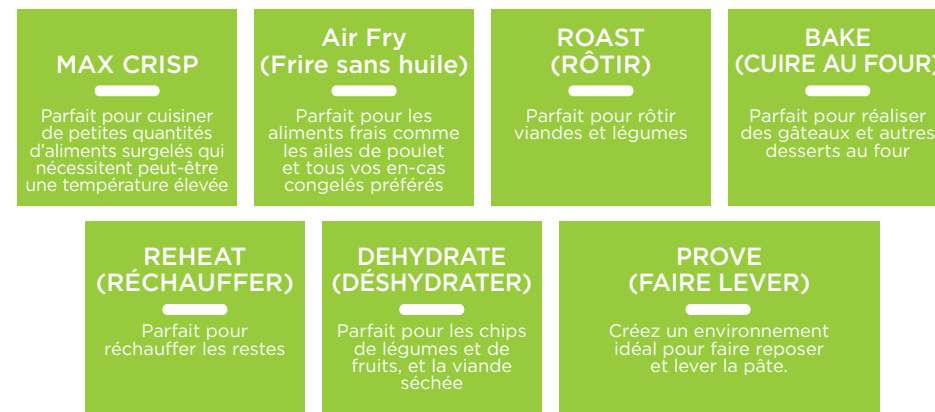 MAX CRISP
Parfait pour cuisiner
de petites quantités
d'aliments surgelés qui
nécessitent peut-être
une température élevée
Air Fry
(Frire sans huile)
Parfait pour les
aliments frais comme
les ailes de poulet
et tous vos en-cas
congelés préférés
ROAST
(RÔTIR)
Parfait pour rôtir
viandes et légumes
BAKE
(CUIRE AU FOUR)
Parfait pour réaliser
des gâteaux et autres
desserts au four
REHEAT
(RÉCHAUFFER)
Parfait pour
réchauffer les restes
DEHYDRATE
(DÉSHYDRATER)
Parfait pour les chips
de légumes et de
fruits, et la viande
séchée
PROVE
(FAIRE LEVER)
Créez un environnement
idéal pour faire reposer
et lever la pâte.